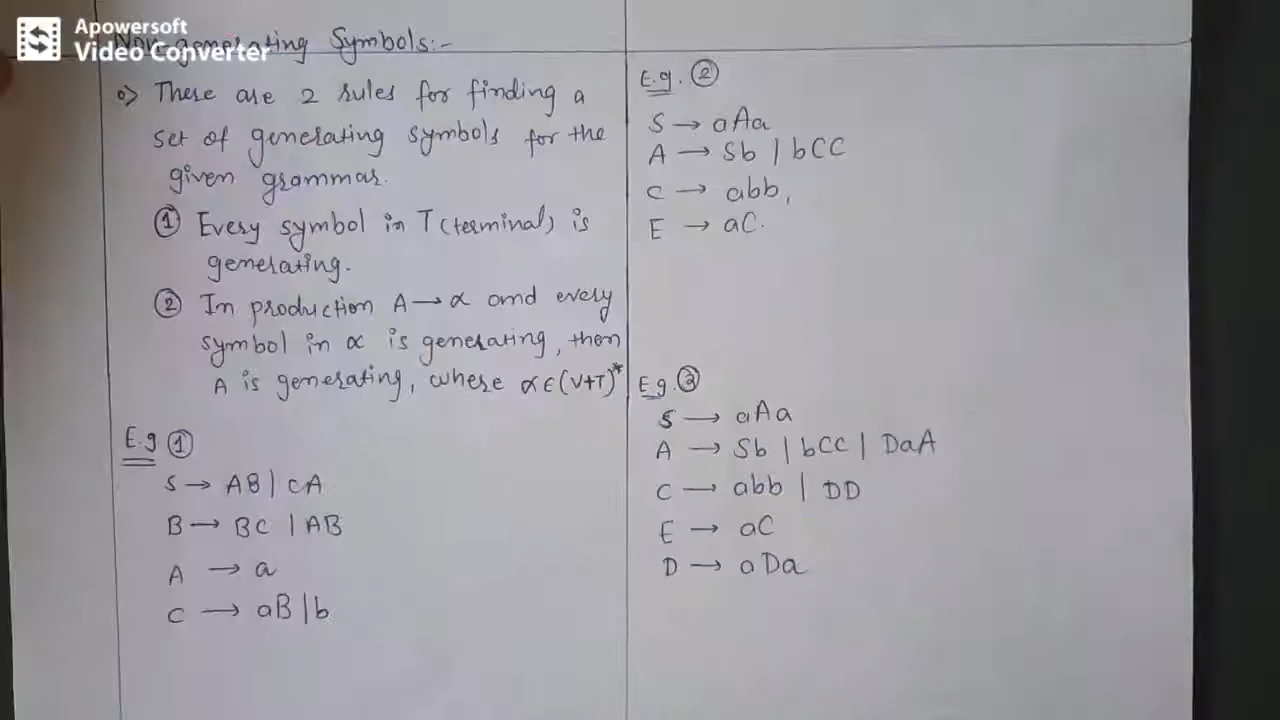 Apowersoft
Video Converter
Non-generating Symbols:-
There are 2 rules for finding a
set of generating symbols for the
given grammar.
① Every symbol in T (terminal) is
generating.
② In production A → α and every
symbol in α is generating, then
A is generating, where α ∈ (V+T)*
E.g ①
S → AB | CA
B → BC | AB
A → a
C → aB | b
E.g. ②
S → aAa
A → Sb | bCC
C → abb,
E → aC.
E.g. ③
S → aAa
A → Sb | bCC | DaA
C → abb | DD
E → aC
D → aDa